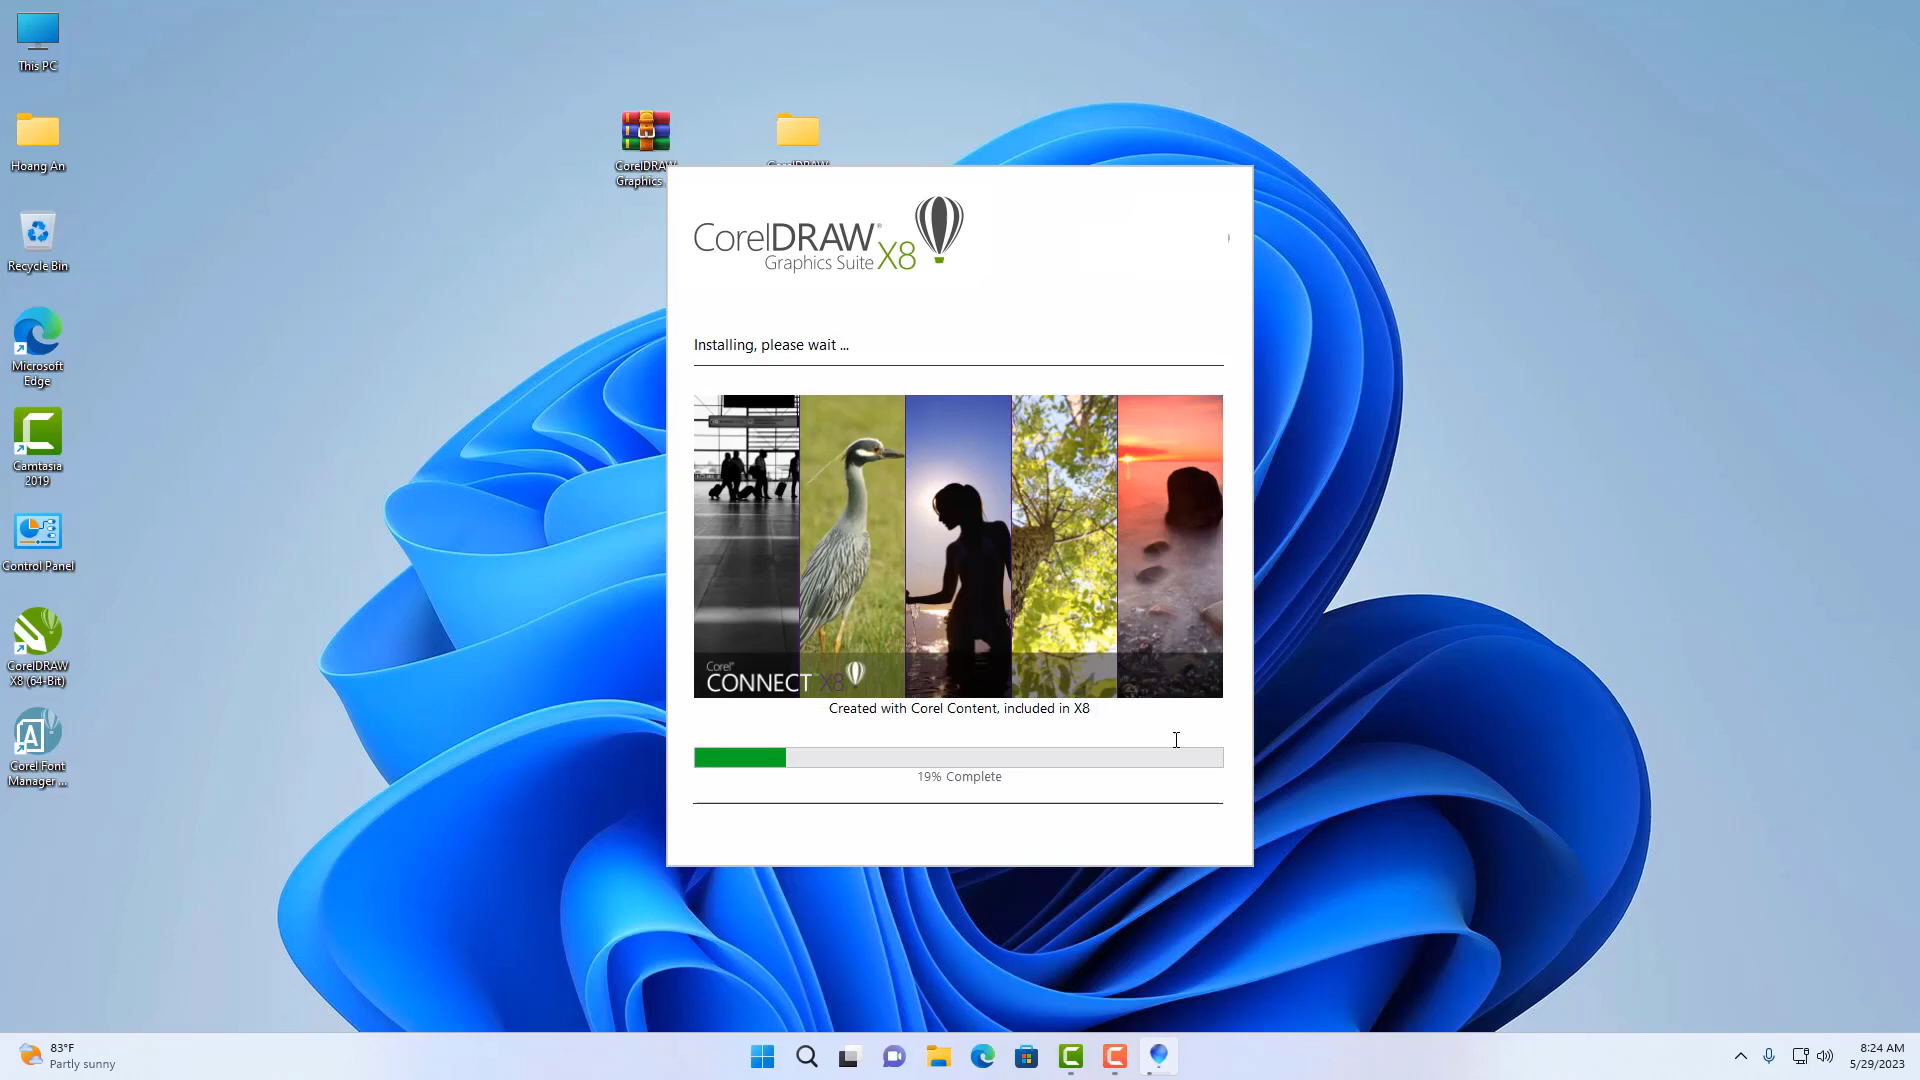 This PC
Hoang An
Recycle Bin
Microsoft
Edge
Camtasia
2019
Control Panel
CorelDRAW
X8 (64-Bit)
Corel Font
Manager ...
CorelDRAW
Graphics
CorelDRAW
CorelDRAW®
Graphics Suite X8
Installing, please wait ...
Corel®
CONNECT™ X8
Created with Corel Content, included in X8
19% Complete
83°F
Partly sunny
8:24 AM
5/29/2023